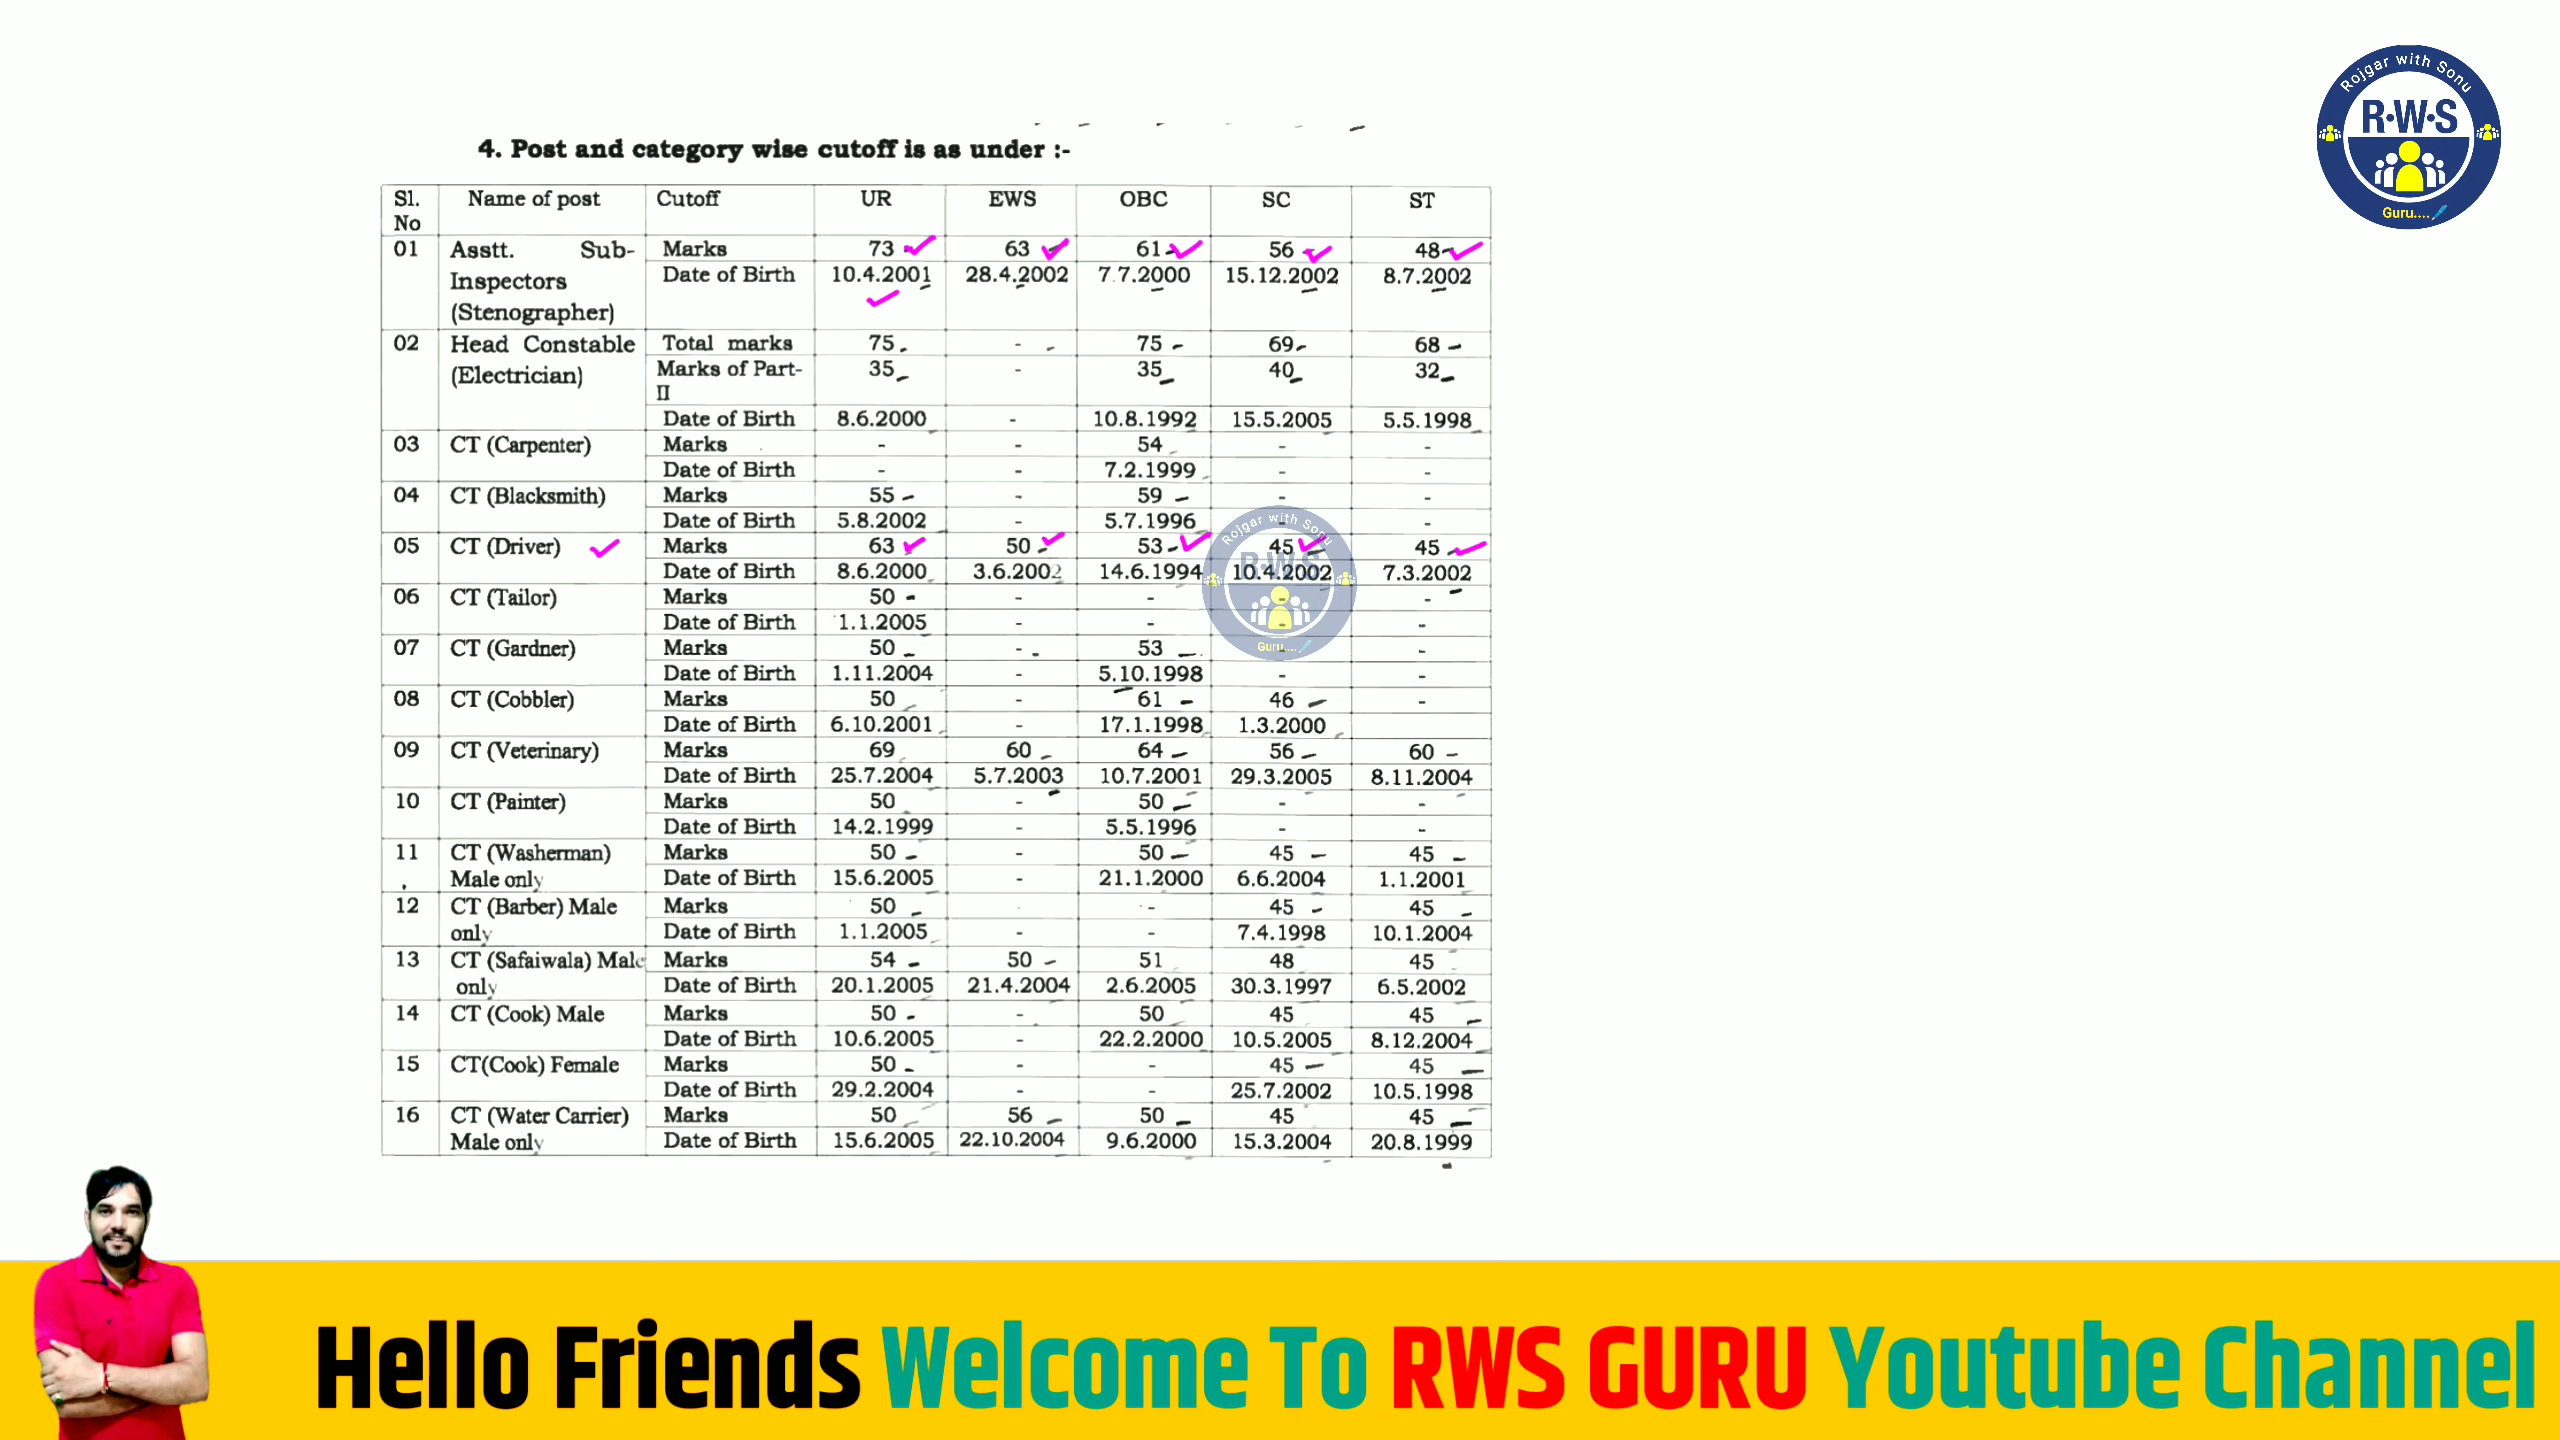 Rojgar with Sonu
R.W.S
Guru....
4. Post and category wise cutoff is as under :-
Sl. No | Name of post | Cutoff | UR | EWS | OBC | SC | ST
01 | Asstt. Sub-Inspectors (Stenographer) | Marks | 73 | 63 | 61 | 56 | 48
Date of Birth | 10.4.2001 | 28.4.2002 | 7.7.2000 | 15.12.2002 | 8.7.2002
02 | Head Constable (Electrician) | Total marks | 75 | - | 75 | 69 | 68
Marks of Part-II | 35 | - | 35 | 40 | 32
Date of Birth | 8.6.2000 | - | 10.8.1992 | 15.5.2005 | 5.5.1998
03 | CT (Carpenter) | Marks | - | - | 54 | - | -
Date of Birth | - | - | 7.2.1999 | - | -
04 | CT (Blacksmith) | Marks | 55 | - | 59 | - | -
Date of Birth | 5.8.2002 | - | 5.7.1996 | - | -
05 | CT (Driver) | Marks | 63 | 50 | 53 | 45 | 45
Date of Birth | 8.6.2000 | 3.6.2002 | 14.6.1994 | 10.4.2002 | 7.3.2002
06 | CT (Tailor) | Marks | 50 | - | - | - | -
Date of Birth | 1.1.2005 | - | - | - | -
07 | CT (Gardner) | Marks | 50 | - | 53 | - | -
Date of Birth | 1.11.2004 | - | 5.10.1998 | - | -
08 | CT (Cobbler) | Marks | 50 | - | 61 | 46 | -
Date of Birth | 6.10.2001 | - | 17.1.1998 | 1.3.2000 |
09 | CT (Veterinary) | Marks | 69 | 60 | 64 | 56 | 60
Date of Birth | 25.7.2004 | 5.7.2003 | 10.7.2001 | 29.3.2005 | 8.11.2004
10 | CT (Painter) | Marks | 50 | - | 50 | - | -
Date of Birth | 14.2.1999 | - | 5.5.1996 | - | -
11 | CT (Washerman) Male only | Marks | 50 | - | 50 | 45 | 45
Date of Birth | 15.6.2005 | - | 21.1.2000 | 6.6.2004 | 1.1.2001
12 | CT (Barber) Male only | Marks | 50 | - | - | 45 | 45
Date of Birth | 1.1.2005 | - | - | 7.4.1998 | 10.1.2004
13 | CT (Safaiwala) Male only | Marks | 54 | 50 | 51 | 48 | 45
Date of Birth | 20.1.2005 | 21.4.2004 | 2.6.2005 | 30.3.1997 | 6.5.2002
14 | CT (Cook) Male | Marks | 50 | - | 50 | 45 | 45
Date of Birth | 10.6.2005 | - | 22.2.2000 | 10.5.2005 | 8.12.2004
15 | CT(Cook) Female | Marks | 50 | - | - | 45 | 45
Date of Birth | 29.2.2004 | - | - | 25.7.2002 | 10.5.1998
16 | CT (Water Carrier) Male only | Marks | 50 | 56 | 50 | 45 | 45
Date of Birth | 15.6.2005 | 22.10.2004 | 9.6.2000 | 15.3.2004 | 20.8.1999
Rojgar with Sonu
R.W.S
Guru....
Hello Friends Welcome To RWS GURU Youtube Channel